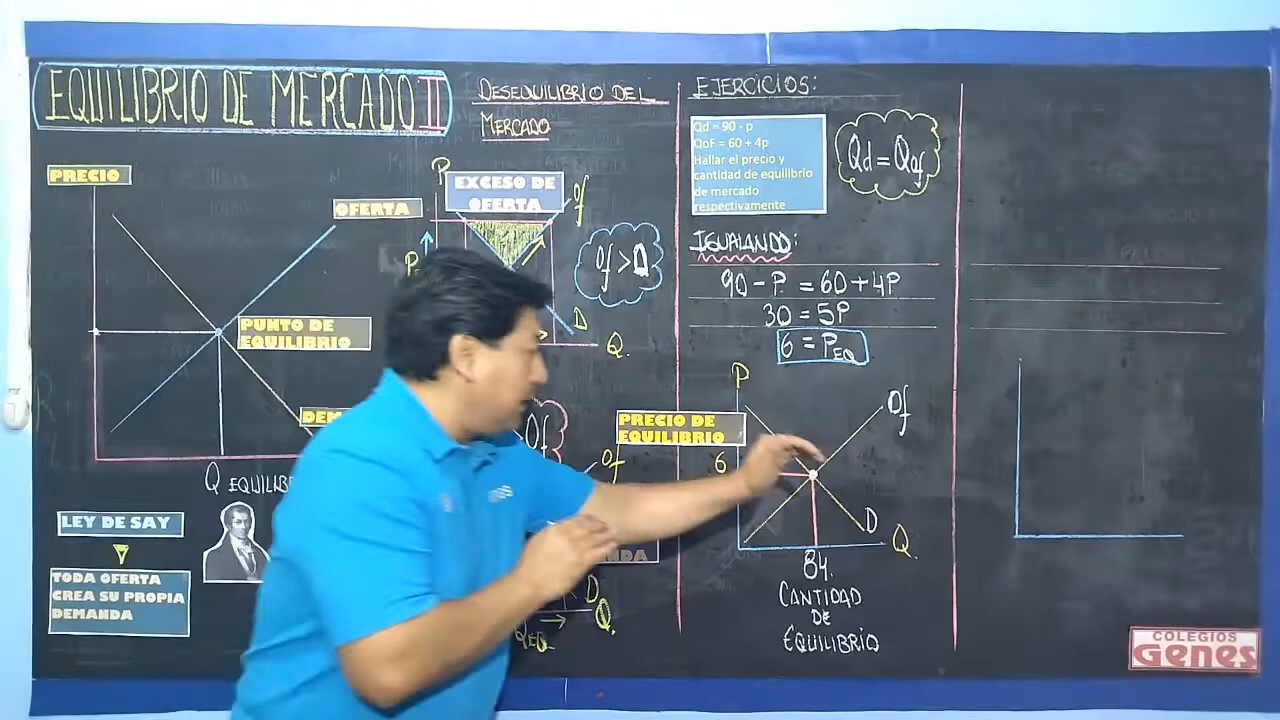 EQUILIBRIO DE MERCADO II
PRECIO
OFERTA
PUNTO DE
EQUILIBRIO
Q EQUILIB
LEY DE SAY
TODA OFERTA
CREA SU PROPIA
DEMANDA
DESEQUILIBRIO DEL
MERCADO
P
EXCESO DE
OFERTA
Of
P
Of > D
D
Q.
Of
Of
D
Q.
QEQ
EJERCICIOS:
Qd = 90 - p
QoF = 60 + 4p
Hallar el precio y
cantidad de equilibrio
de mercado
respectivamente
Qd = Qof
IGUALANDO:
90 - P = 60 + 4P
30 = 5P
6 = PEQ
P
PRECIO DE
EQUILIBRIO
6
Of
D
Q.
84.
CANTIDAD
DE
EQUILIBRIO
COLEGIOS
Genes